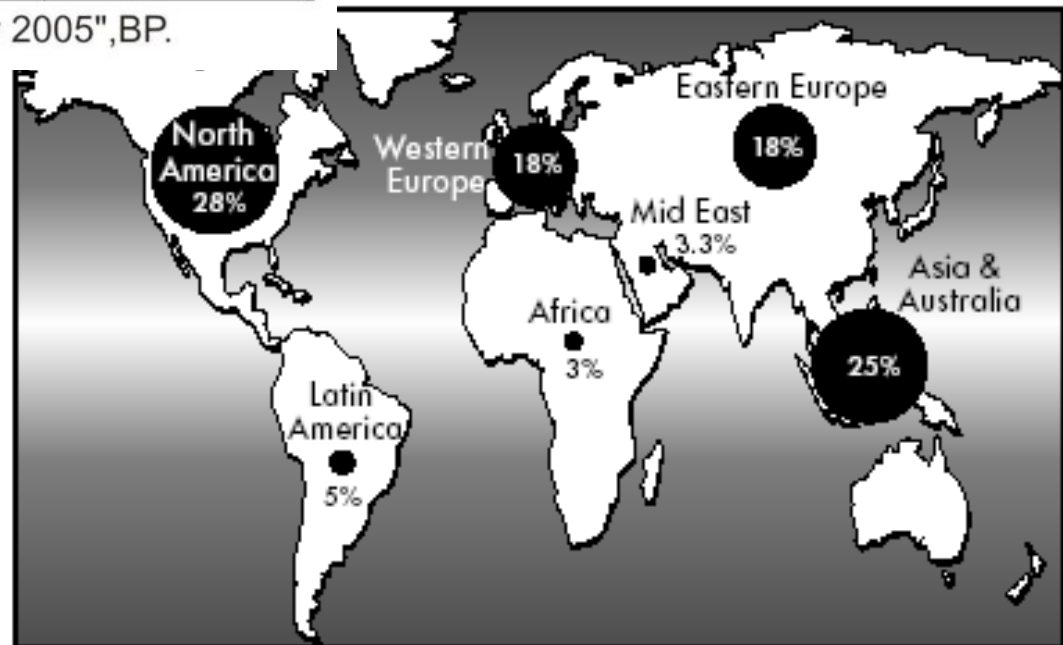 2005",BP.
North
America
28%
Western
Europe
18%
Eastern Europe
18%
Mid East
3.3%
Asia &
Australia
25%
Africa
3%
Latin
America
5%